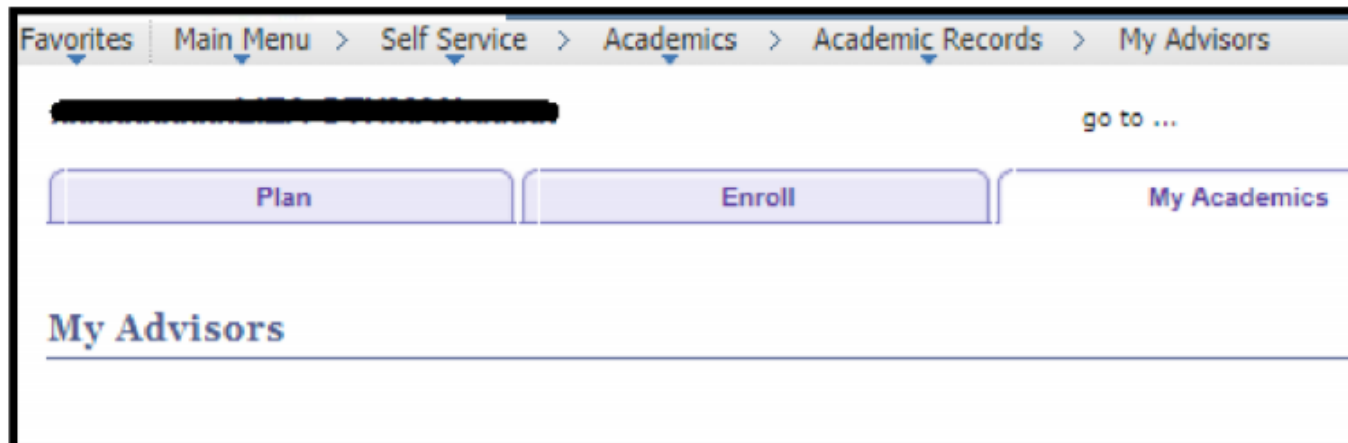 Favorites Main Menu > Self Service > Academics > Academic Records > My Advisors
go to ...
Plan Enroll My Academics
My Advisors